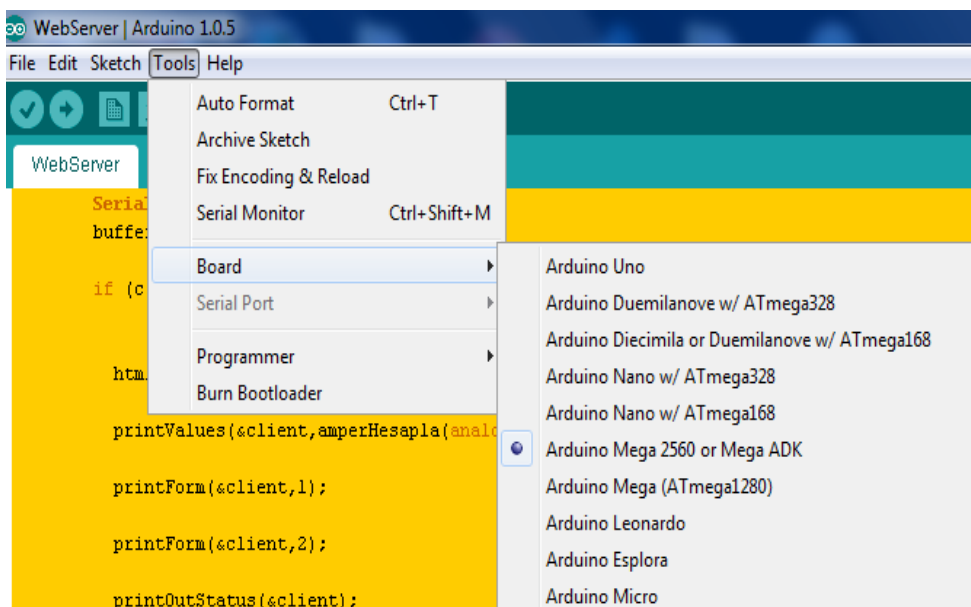 WebServer | Arduino 1.0.5
File Edit Sketch Tools Help
WebServer
Auto Format Ctrl+T
Archive Sketch
Fix Encoding & Reload
Serial Monitor Ctrl+Shift+M
Board
Serial Port
Programmer
Burn Bootloader
Arduino Uno
Arduino Duemilanove w/ ATmega328
Arduino Diecimila or Duemilanove w/ ATmega168
Arduino Nano w/ ATmega328
Arduino Nano w/ ATmega168
Arduino Mega 2560 or Mega ADK
Arduino Mega (ATmega1280)
Arduino Leonardo
Arduino Esplora
Arduino Micro
Seria
buffe
if (c
htm
printValues(&client,amperHesapla(analo
printForm(&client,1);
printForm(&client,2);
printOutStatus(&client);